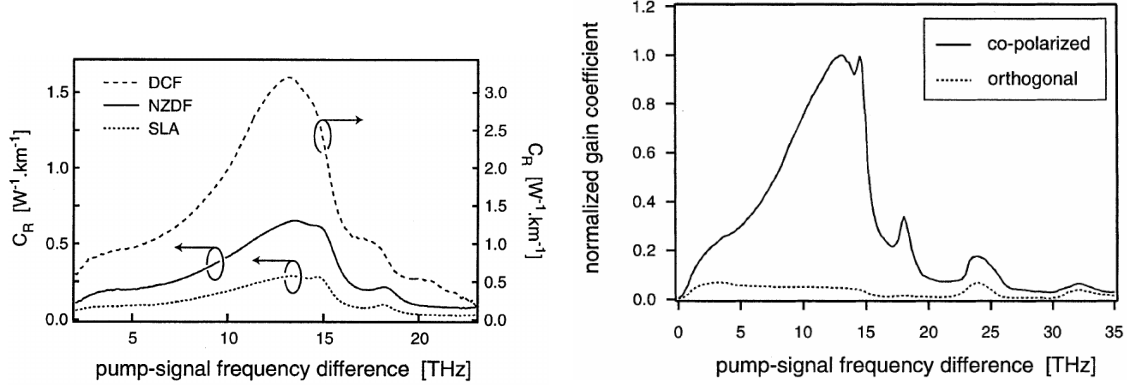 DCF
NZDF
SLA
1.5
1.0
0.5
0.0
3.0
2.5
2.0
1.5
1.0
0.5
0.0
C_R [W⁻¹.km⁻¹]
C_R [W⁻¹.km⁻¹]
5 10 15 20
pump-signal frequency difference [THz]
co-polarized
orthogonal
1.2
1.0
0.8
0.6
0.4
0.2
0.0
normalized gain coefficient
0 5 10 15 20 25 30 35
pump-signal frequency difference [THz]